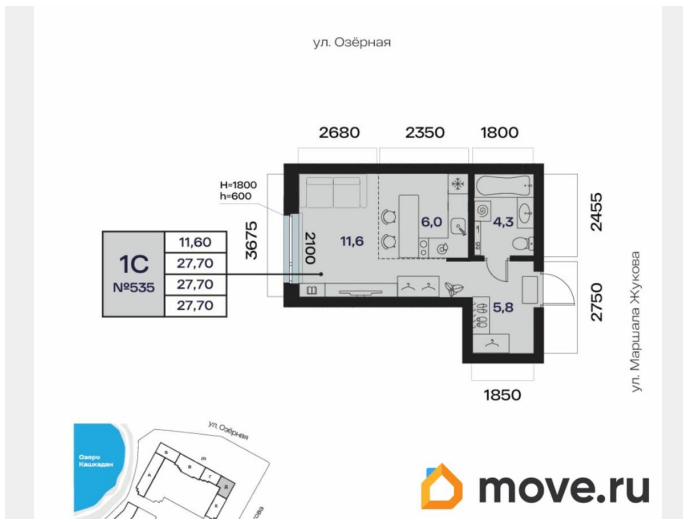 ул. Озёрная
2680
2350
1800
H=1800
h=600
3675
2100
11,6
6,0
4,3
2455
2750
ул. Маршала Жукова
5,8
1850
1С
№535
11,60
27,70
27,70
27,70
ул. Озёрная
Озеро
Кашкадан
move.ru